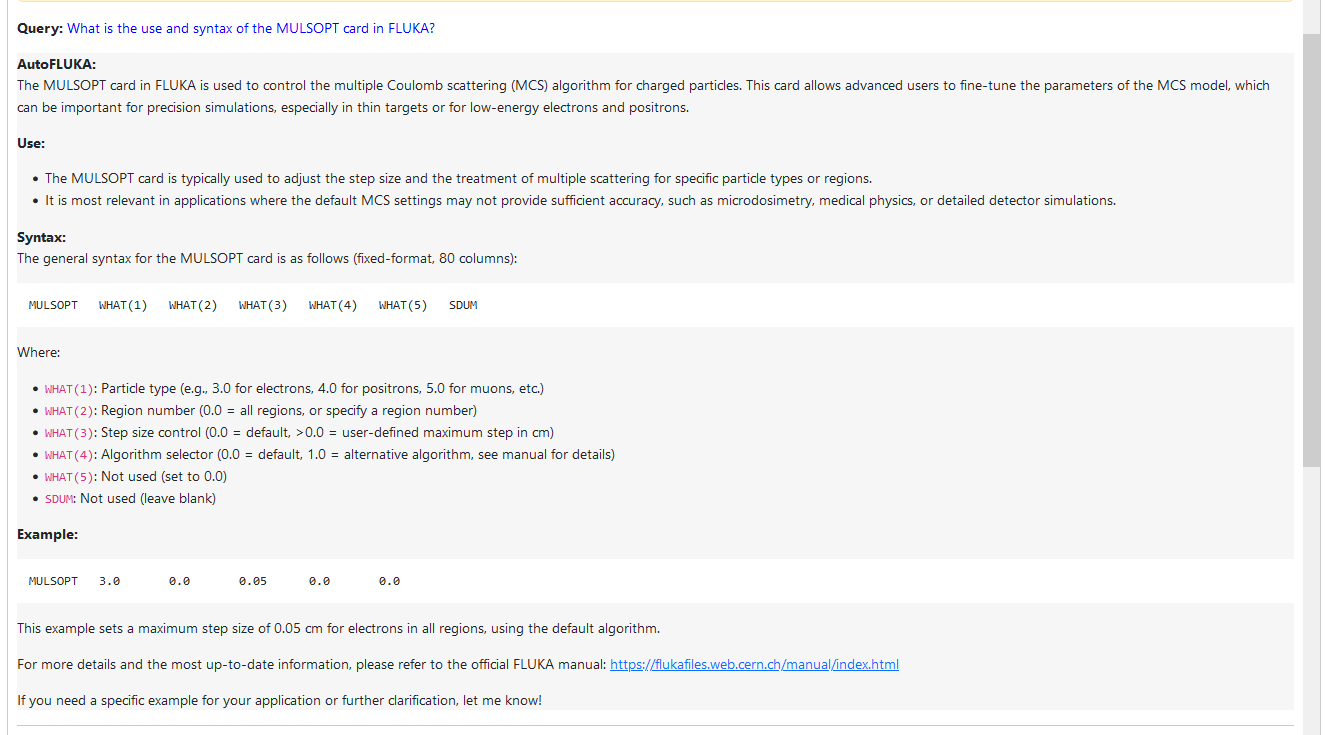 Query: What is the use and syntax of the MULSOPT card in FLUKA?
AutoFLUKA:
The MULSOPT card in FLUKA is used to control the multiple Coulomb scattering (MCS) algorithm for charged particles. This card allows advanced users to fine-tune the parameters of the MCS model, which
can be important for precision simulations, especially in thin targets or for low-energy electrons and positrons.
Use:
• The MULSOPT card is typically used to adjust the step size and the treatment of multiple scattering for specific particle types or regions.
• It is most relevant in applications where the default MCS settings may not provide sufficient accuracy, such as microdosimetry, medical physics, or detailed detector simulations.
Syntax:
The general syntax for the MULSOPT card is as follows (fixed-format, 80 columns):
MULSOPT   WHAT(1)   WHAT(2)   WHAT(3)   WHAT(4)   WHAT(5)   SDUM
Where:
• WHAT(1): Particle type (e.g., 3.0 for electrons, 4.0 for positrons, 5.0 for muons, etc.)
• WHAT(2): Region number (0.0 = all regions, or specify a region number)
• WHAT(3): Step size control (0.0 = default, >0.0 = user-defined maximum step in cm)
• WHAT(4): Algorithm selector (0.0 = default, 1.0 = alternative algorithm, see manual for details)
• WHAT(5): Not used (set to 0.0)
• SDUM: Not used (leave blank)
Example:
MULSOPT   3.0       0.0       0.05      0.0       0.0
This example sets a maximum step size of 0.05 cm for electrons in all regions, using the default algorithm.
For more details and the most up-to-date information, please refer to the official FLUKA manual: https://flukafiles.web.cern.ch/manual/index.html
If you need a specific example for your application or further clarification, let me know!